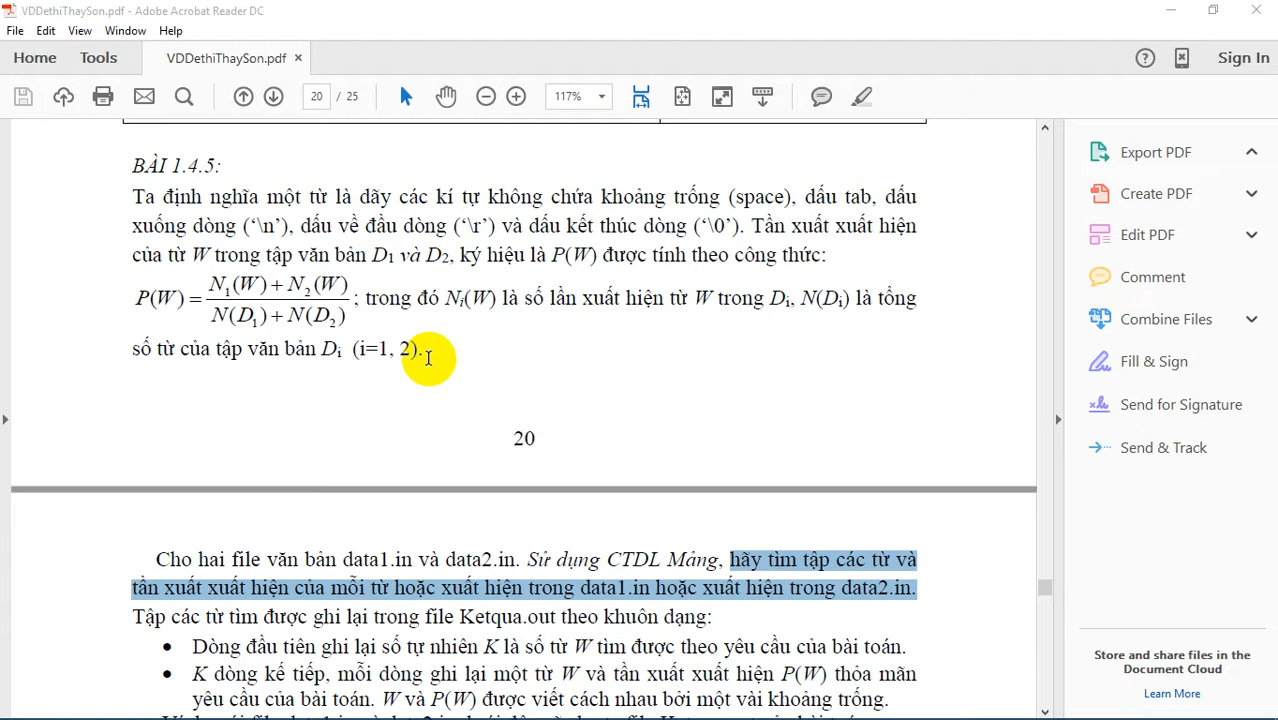 VDDethiThaySon.pdf - Adobe Acrobat Reader DC
File Edit View Window Help
Home Tools VDDethiThaySon.pdf × Sign In
20 / 25 117%
BÀI 1.4.5:
Ta định nghĩa một từ là dãy các kí tự không chứa khoảng trống (space), dấu tab, dấu
xuống dòng (‘\n’), dấu về đầu dòng (‘\r’) và dấu kết thúc dòng (‘\0’). Tần xuất xuất hiện
của từ W trong tập văn bản D₁ và D₂, ký hiệu là P(W) được tính theo công thức:
P(W) = (N₁(W) + N₂(W)) / (N(D₁) + N(D₂)) ; trong đó Nᵢ(W) là số lần xuất hiện từ W trong Dᵢ, N(Dᵢ) là tổng
số từ của tập văn bản Dᵢ (i=1, 2).
20
Cho hai file văn bản data1.in và data2.in. Sử dụng CTDL Mảng, hãy tìm tập các từ và
tần xuất xuất hiện của mỗi từ hoặc xuất hiện trong data1.in hoặc xuất hiện trong data2.in.
Tập các từ tìm được ghi lại trong file Ketqua.out theo khuôn dạng:
• Dòng đầu tiên ghi lại số tự nhiên K là số từ W tìm được theo yêu cầu của bài toán.
• K dòng kế tiếp, mỗi dòng ghi lại một từ W và tần xuất xuất hiện P(W) thỏa mãn
yêu cầu của bài toán. W và P(W) được viết cách nhau bởi một vài khoảng trống.
Export PDF
Create PDF
Edit PDF
Comment
Combine Files
Fill & Sign
Send for Signature
Send & Track
Store and share files in the
Document Cloud
Learn More